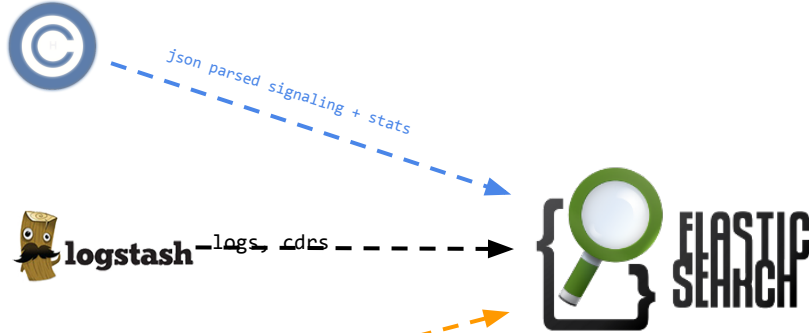 json parsed signaling + stats
logstash
logs, cdrs
ELASTIC
SEARCH